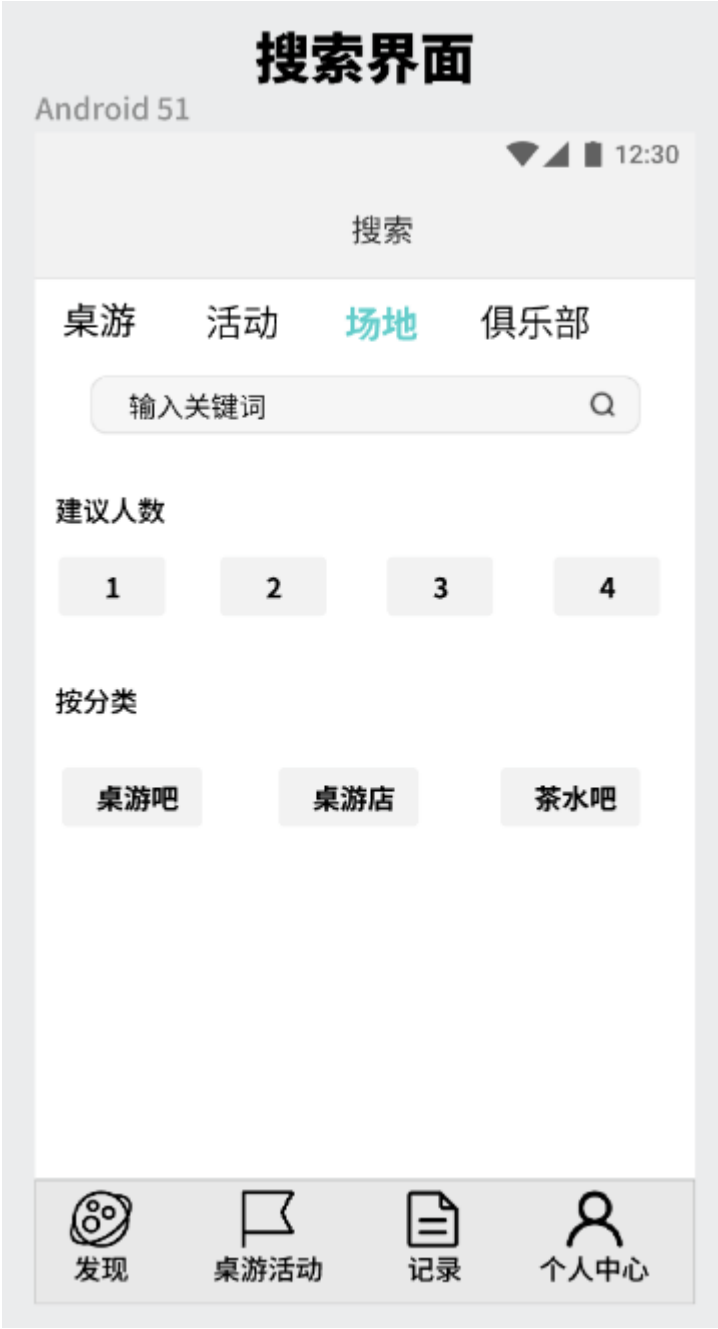 搜索界面
Android 51
12:30
搜索
桌游 活动 场地 俱乐部
输入关键词
建议人数
1 2 3 4
按分类
桌游吧 桌游店 茶水吧
发现 桌游活动 记录 个人中心